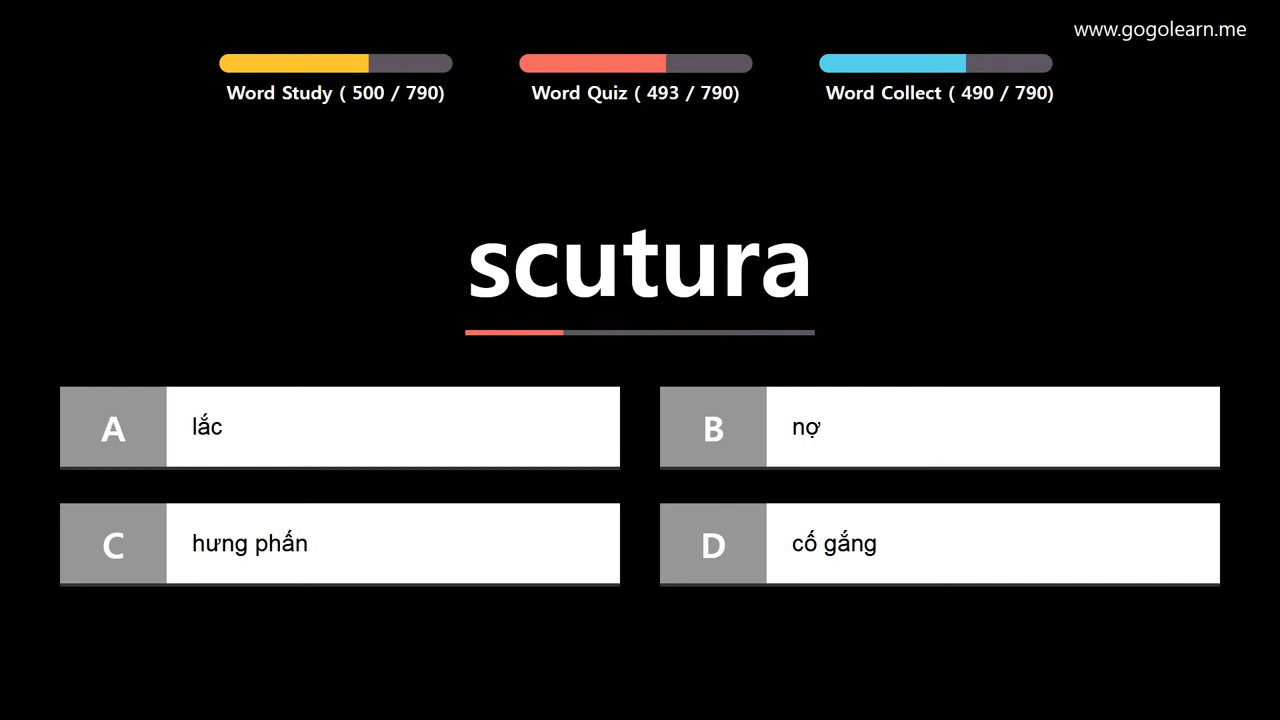 www.gogolearn.me
Word Study ( 500 / 790)
Word Quiz ( 493 / 790)
Word Collect ( 490 / 790)
scutura
A
lắc
B
nợ
C
hưng phấn
D
cố gắng